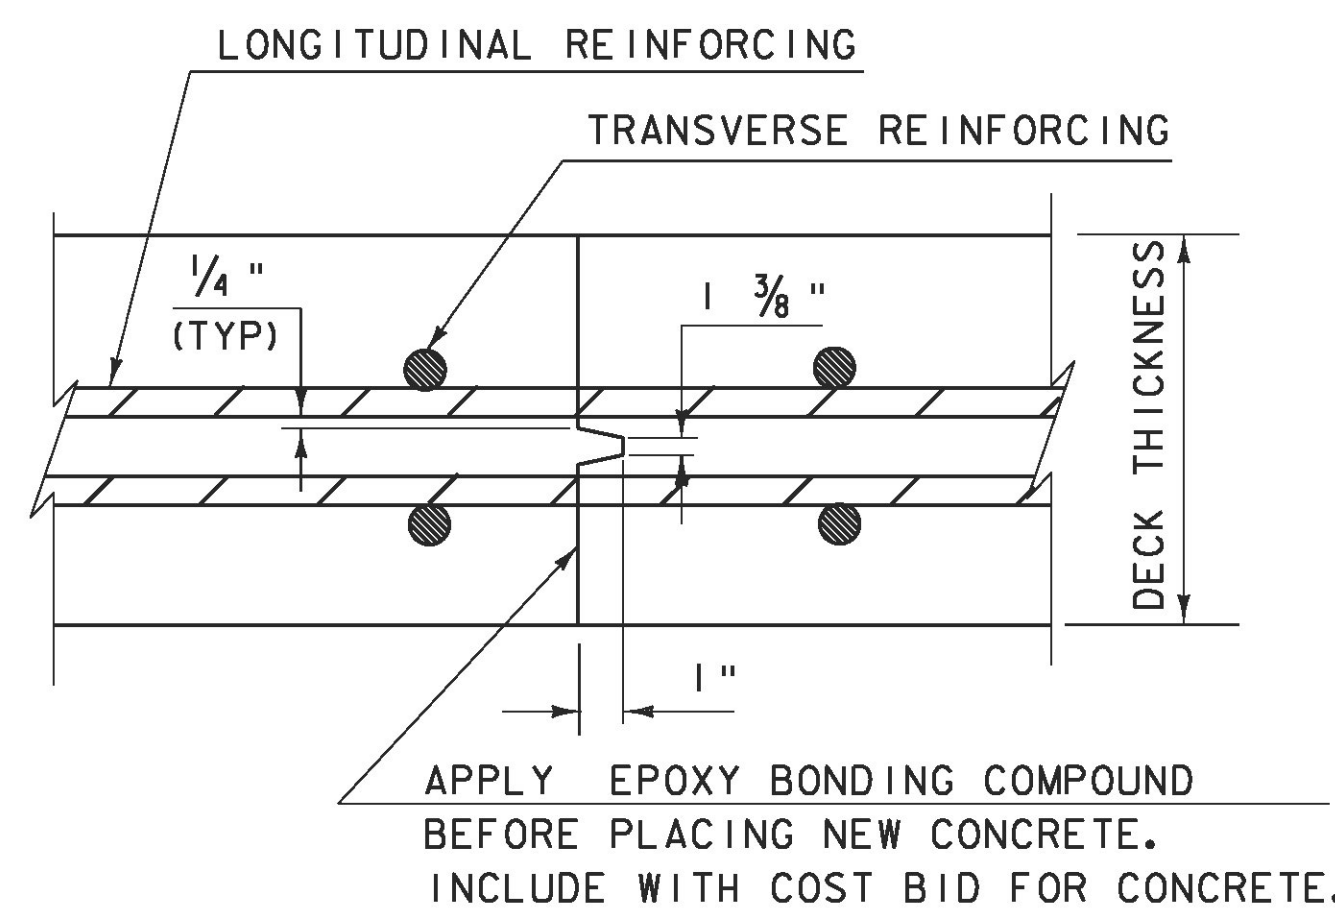 LONGITUDINAL REINFORCING
TRANSVERSE REINFORCING
1/4 "
(TYP)
1 3/8 "
DECK THICKNESS
1 "
APPLY EPOXY BONDING COMPOUND
BEFORE PLACING NEW CONCRETE.
INCLUDE WITH COST BID FOR CONCRETE.